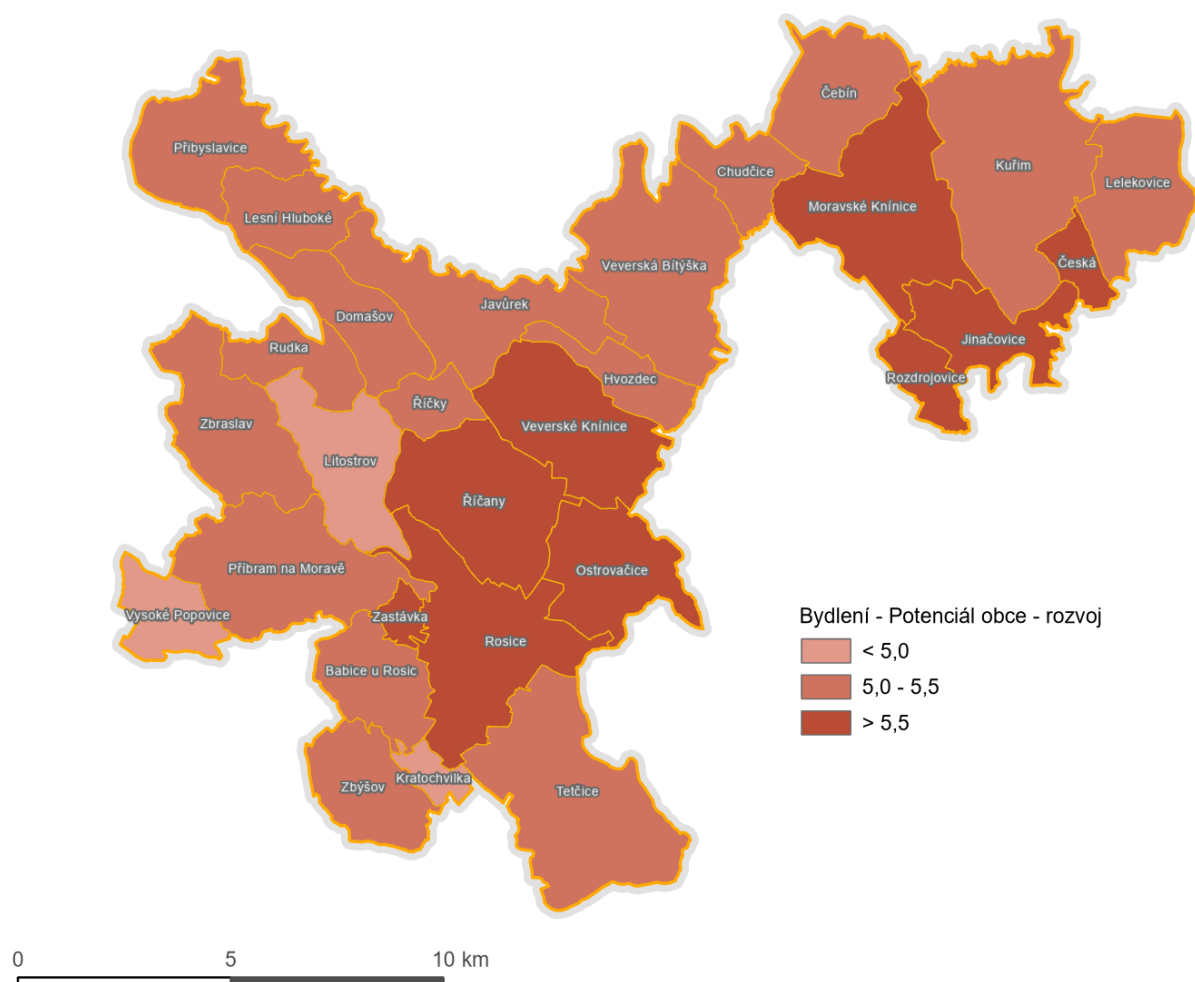 Čebín
Přibyslavice
Kuřim
Chudčice
Lelekovice
Moravské Knínice
Lesní Hluboké
Česká
Veverská Bítýška
Javůrek
Domašov
Jinačovice
Rudka
Hvozdec
Rozdrojovice
Říčky
Zbraslav
Veverské Knínice
Litostrov
Říčany
Příbram na Moravě
Ostrovačice
Vysoké Popovice
Zastávka
Rosice
Babice u Rosic
Kratochvilka
Zbýšov
Tetčice
Bydlení - Potenciál obce - rozvoj
< 5,0
5,0 - 5,5
> 5,5
0 5 10 km